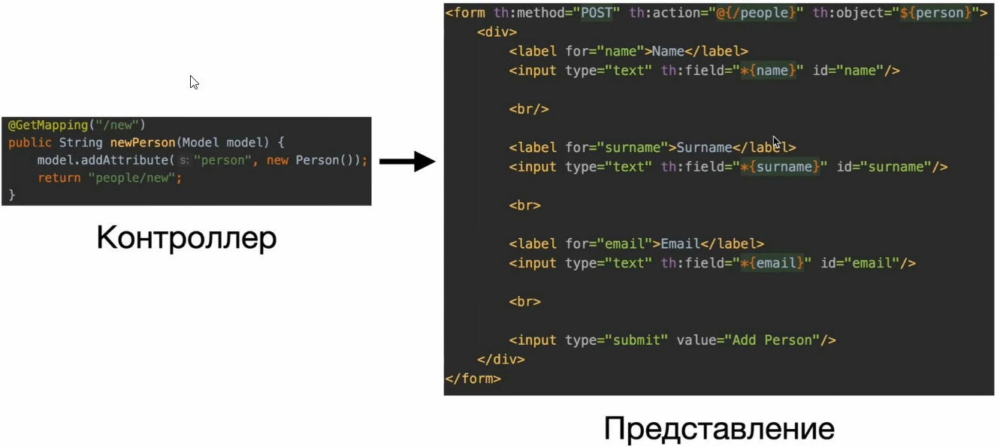 @GetMapping("/new")
public String newPerson(Model model) {
model.addAttribute( s: "person", new Person());
return "people/new";
}
Контроллер
<form th:method="POST" th:action="@{/people}" th:object="${person}">
<div>
<label for="name">Name</label>
<input type="text" th:field="*{name}" id="name"/>
<br/>
<label for="surname">Surname</label>
<input type="text" th:field="*{surname}" id="surname"/>
<br>
<label for="email">Email</label>
<input type="text" th:field="*{email}" id="email"/>
<br>
<input type="submit" value="Add Person"/>
</div>
</form>
Представление